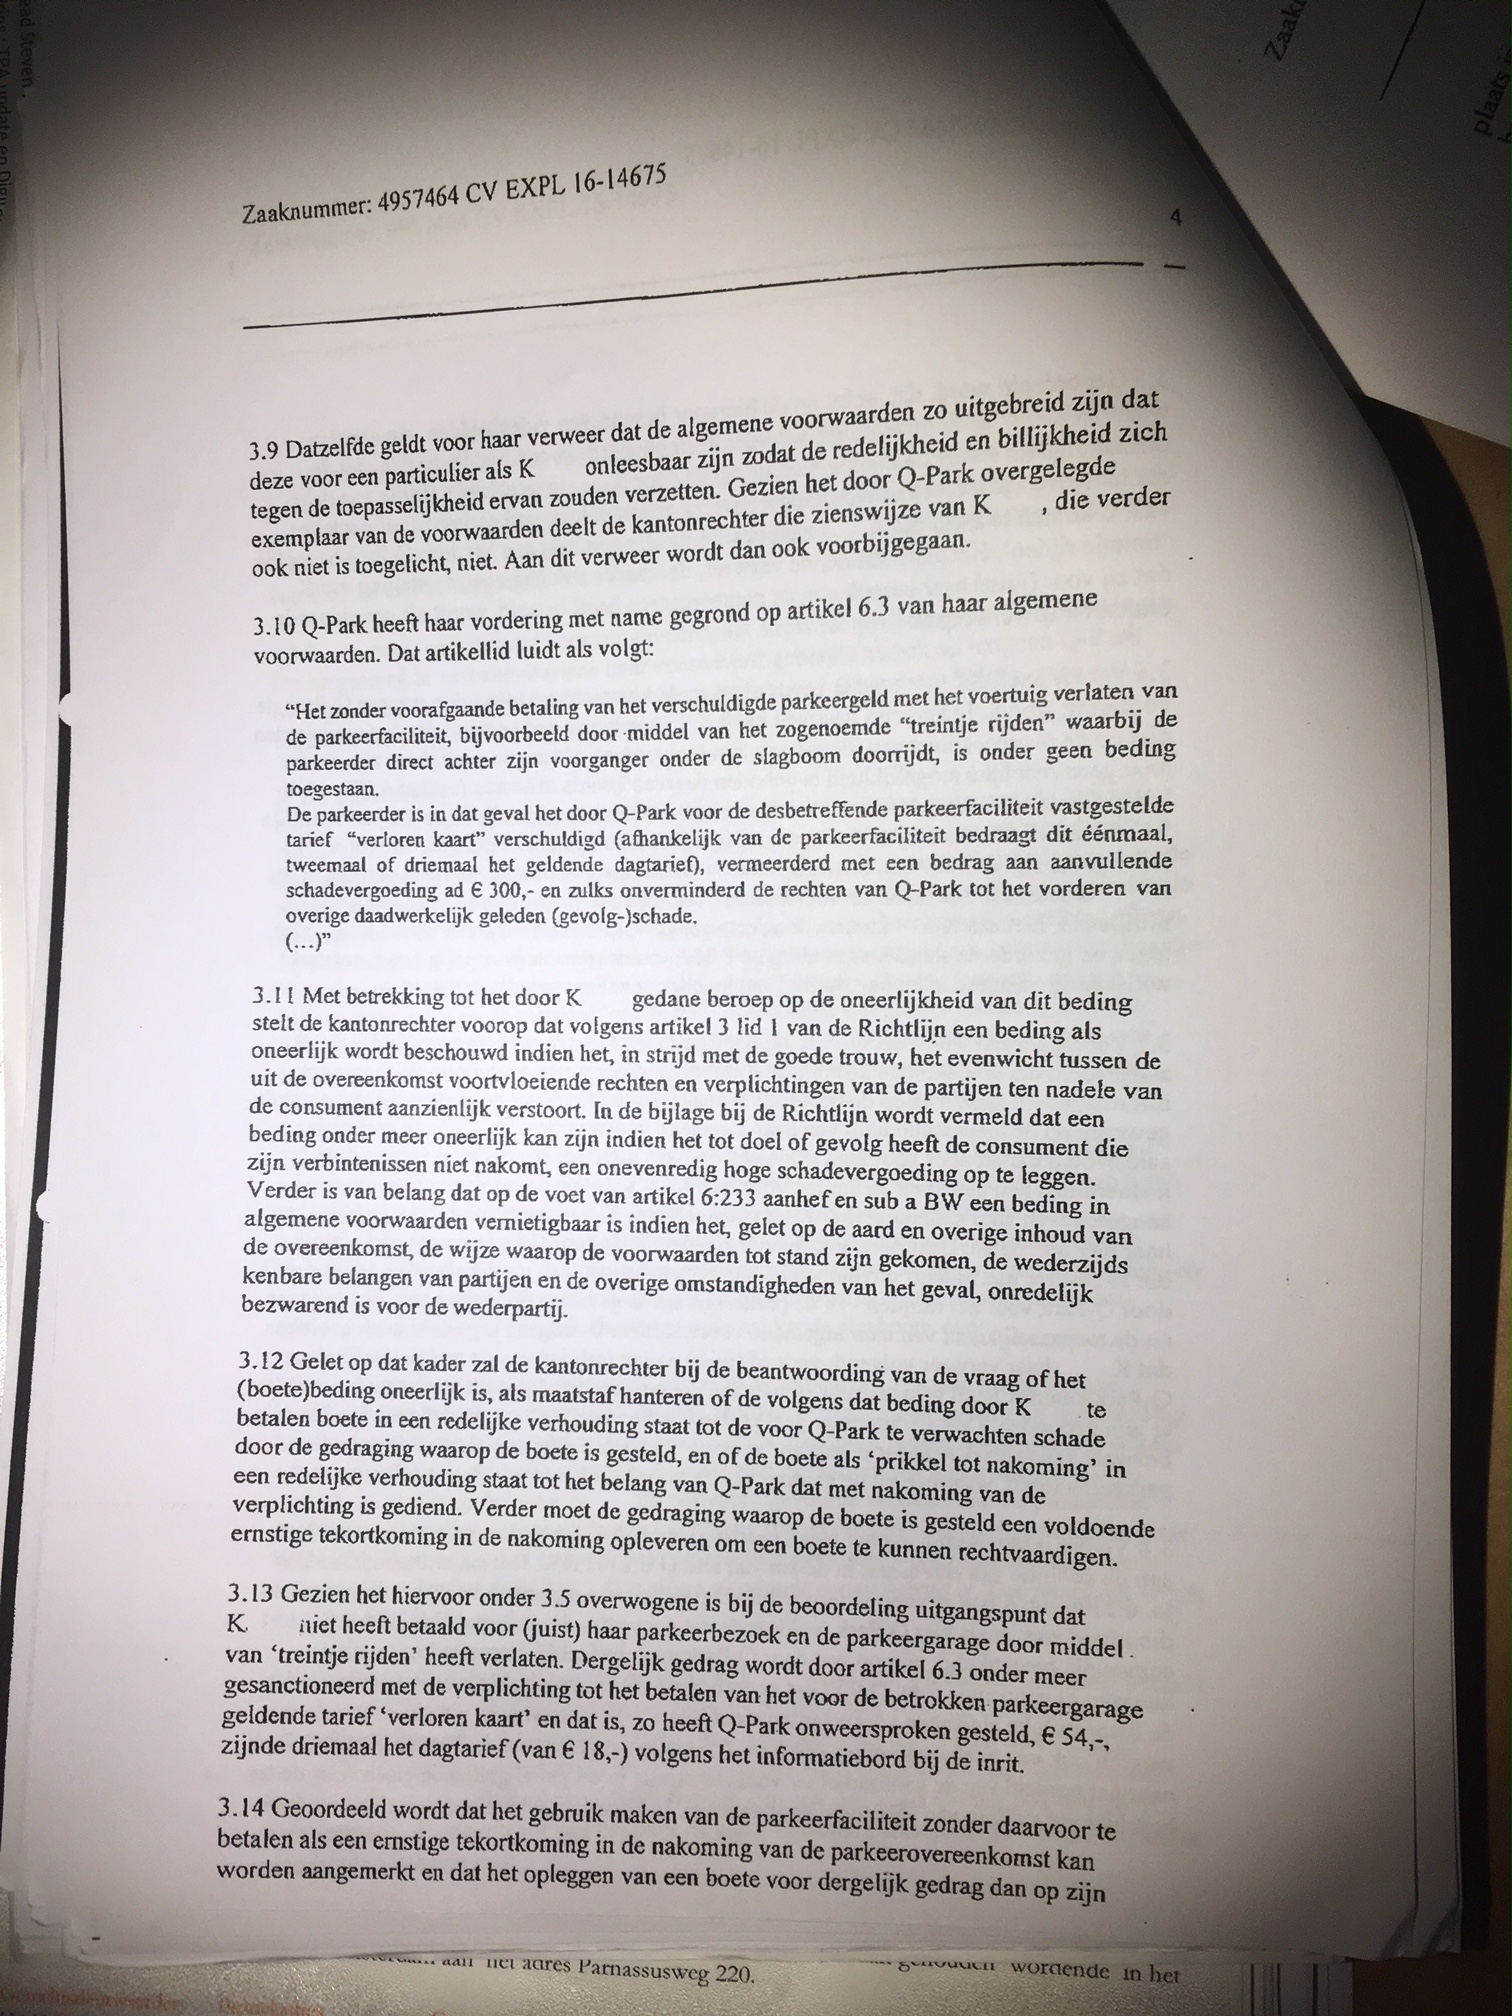 Zaaknummer: 4957464 CV EXPL 16-14675
4
3.9 Datzelfde geldt voor haar verweer dat de algemene voorwaarden zo uitgebreid zijn dat
deze voor een particulier als K onleesbaar zijn zodat de redelijkheid en billijkheid zich
tegen de toepasselijkheid ervan zouden verzetten. Gezien het door Q-Park overgelegde
exemplaar van de voorwaarden deelt de kantonrechter die zienswijze van K , die verder
ook niet is toegelicht, niet. Aan dit verweer wordt dan ook voorbijgegaan.
3.10 Q-Park heeft haar vordering met name gegrond op artikel 6.3 van haar algemene
voorwaarden. Dat artikellid luidt als volgt:
“Het zonder voorafgaande betaling van het verschuldigde parkeergeld met het voertuig verlaten van
de parkeerfaciliteit, bijvoorbeeld door middel van het zogenoemde “treintje rijden” waarbij de
parkeerder direct achter zijn voorganger onder de slagboom doorrijdt, is onder geen beding
toegestaan.
De parkeerder is in dat geval het door Q-Park voor de desbetreffende parkeerfaciliteit vastgestelde
tarief “verloren kaart” verschuldigd (afhankelijk van de parkeerfaciliteit bedraagt dit éénmaal,
tweemaal of driemaal het geldende dagtarief), vermeerderd met een bedrag aan aanvullende
schadevergoeding ad € 300,- en zulks onverminderd de rechten van Q-Park tot het vorderen van
overige daadwerkelijk geleden (gevolg-)schade.
(...)”
3.11 Met betrekking tot het door K gedane beroep op de oneerlijkheid van dit beding
stelt de kantonrechter voorop dat volgens artikel 3 lid 1 van de Richtlijn een beding als
oneerlijk wordt beschouwd indien het, in strijd met de goede trouw, het evenwicht tussen de
uit de overeenkomst voortvloeiende rechten en verplichtingen van de partijen ten nadele van
de consument aanzienlijk verstoort. In de bijlage bij de Richtlijn wordt vermeld dat een
beding onder meer oneerlijk kan zijn indien het tot doel of gevolg heeft de consument die
zijn verbintenissen niet nakomt, een onevenredig hoge schadevergoeding op te leggen.
Verder is van belang dat op de voet van artikel 6:233 aanhef en sub a BW een beding in
algemene voorwaarden vernietigbaar is indien het, gelet op de aard en overige inhoud van
de overeenkomst, de wijze waarop de voorwaarden tot stand zijn gekomen, de wederzijds
kenbare belangen van partijen en de overige omstandigheden van het geval, onredelijk
bezwarend is voor de wederpartij.
3.12 Gelet op dat kader zal de kantonrechter bij de beantwoording van de vraag of het
(boete)beding oneerlijk is, als maatstaf hanteren of de volgens dat beding door K te
betalen boete in een redelijke verhouding staat tot de voor Q-Park te verwachten schade
door de gedraging waarop de boete is gesteld, en of de boete als ‘prikkel tot nakoming’ in
een redelijke verhouding staat tot het belang van Q-Park dat met nakoming van de
verplichting is gediend. Verder moet de gedraging waarop de boete is gesteld een voldoende
ernstige tekortkoming in de nakoming opleveren om een boete te kunnen rechtvaardigen.
3.13 Gezien het hiervoor onder 3.5 overwogene is bij de beoordeling uitgangspunt dat
K niet heeft betaald voor (juist) haar parkeerbezoek en de parkeergarage door middel
van ‘treintje rijden’ heeft verlaten. Dergelijk gedrag wordt door artikel 6.3 onder meer
gesanctioneerd met de verplichting tot het betalen van het voor de betrokken parkeergarage
geldende tarief ‘verloren kaart’ en dat is, zo heeft Q-Park onweersproken gesteld, € 54,-,
zijnde driemaal het dagtarief (van € 18,-) volgens het informatiebord bij de inrit.
3.14 Geoordeeld wordt dat het gebruik maken van de parkeerfaciliteit zonder daarvoor te
betalen als een ernstige tekortkoming in de nakoming van de parkeerovereenkomst kan
worden aangemerkt en dat het opleggen van een boete voor dergelijk gedrag dan op zijn
aan het adres Parnassusweg 220.
gehouden wordende in het
plaats